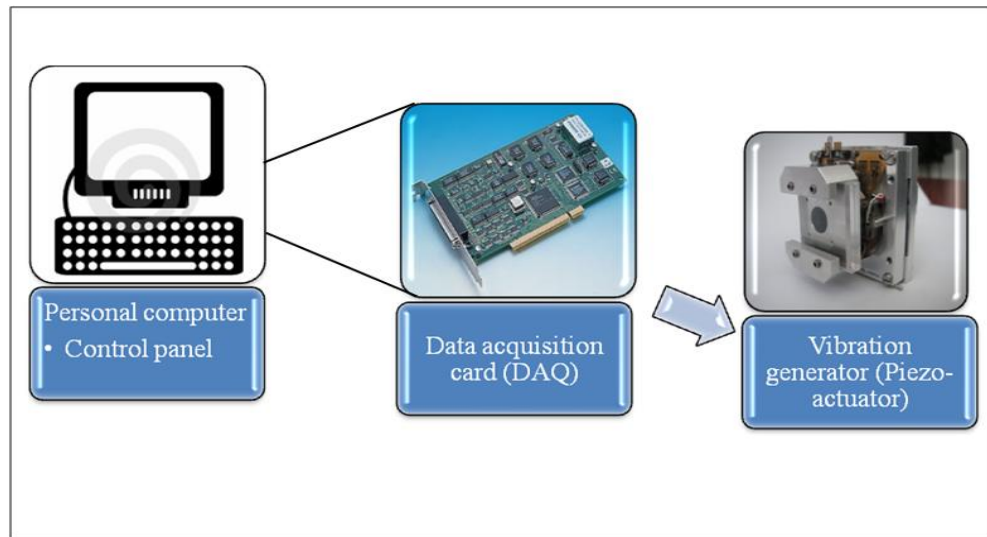 Personal computer
• Control panel
Data acquisition
card (DAQ)
Vibration
generator (Piezo-
actuator)